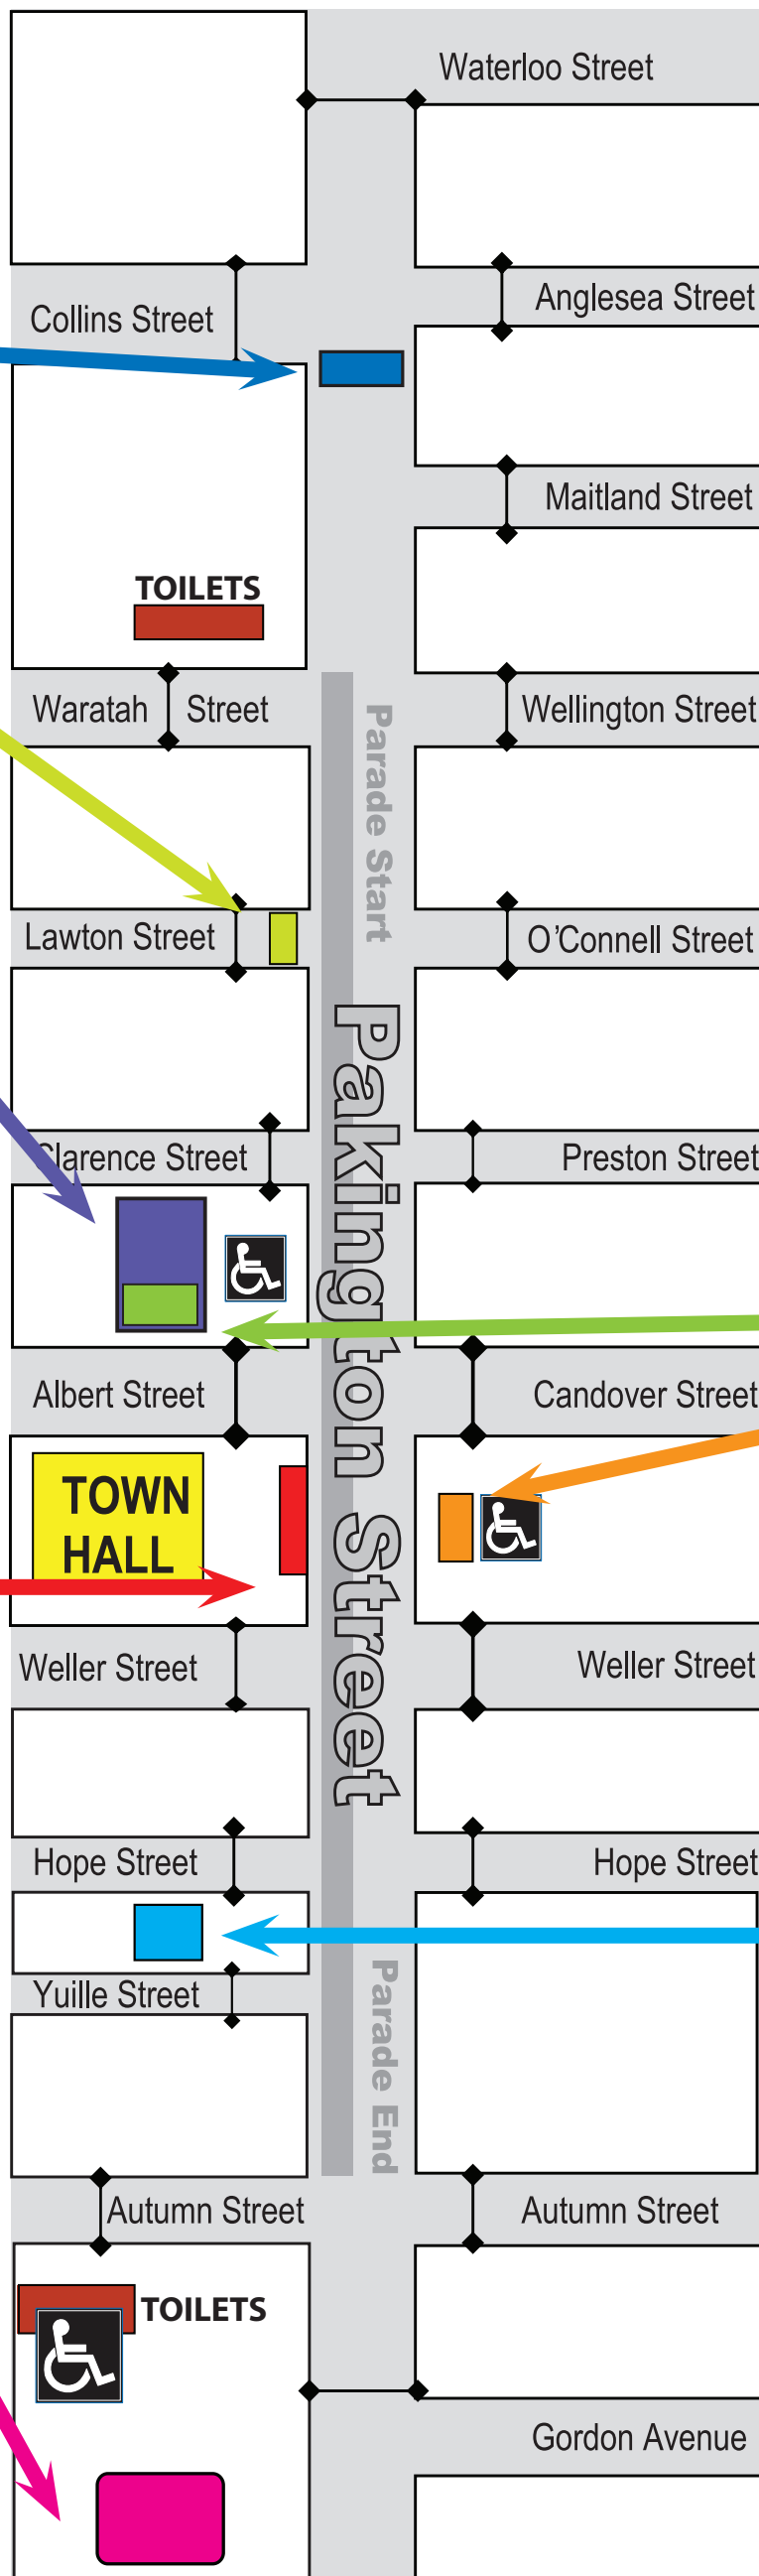 Waterloo Street
Anglesea Street
Collins Street
Maitland Street
TOILETS
Waratah Street
Wellington Street
Parade Start
Lawton Street
O'Connell Street
Pakington Street
Clarence Street
Preston Street
Albert Street
Candover Street
TOWN
HALL
Weller Street
Weller Street
Hope Street
Hope Street
Yuille Street
Parade End
Autumn Street
Autumn Street
TOILETS
Gordon Avenue